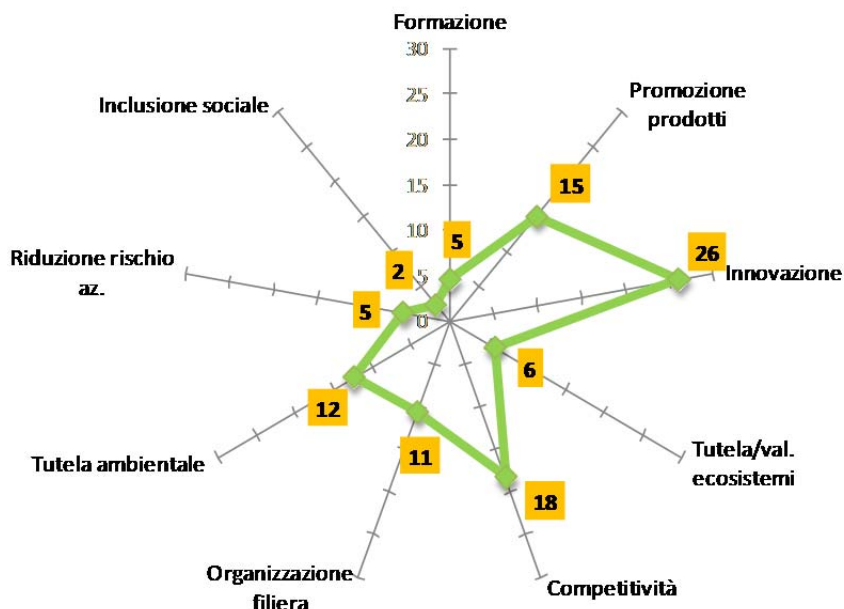 Formazione
30
25
20
15
10
5
0
Promozione
prodotti
15
26
Innovazione
6
Tutela/val.
ecosistemi
18
Competitività
11
Organizzazione
filiera
12
Tutela ambientale
5
Riduzione rischio
az.
2
Inclusione sociale
5